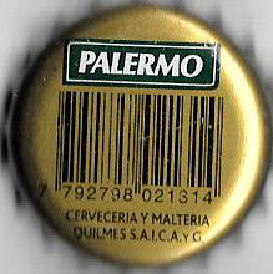 PALERMO
7 792798 021314
CERVECERIA Y MALTERIA
QUILMES S.A.I.C.A. Y G.